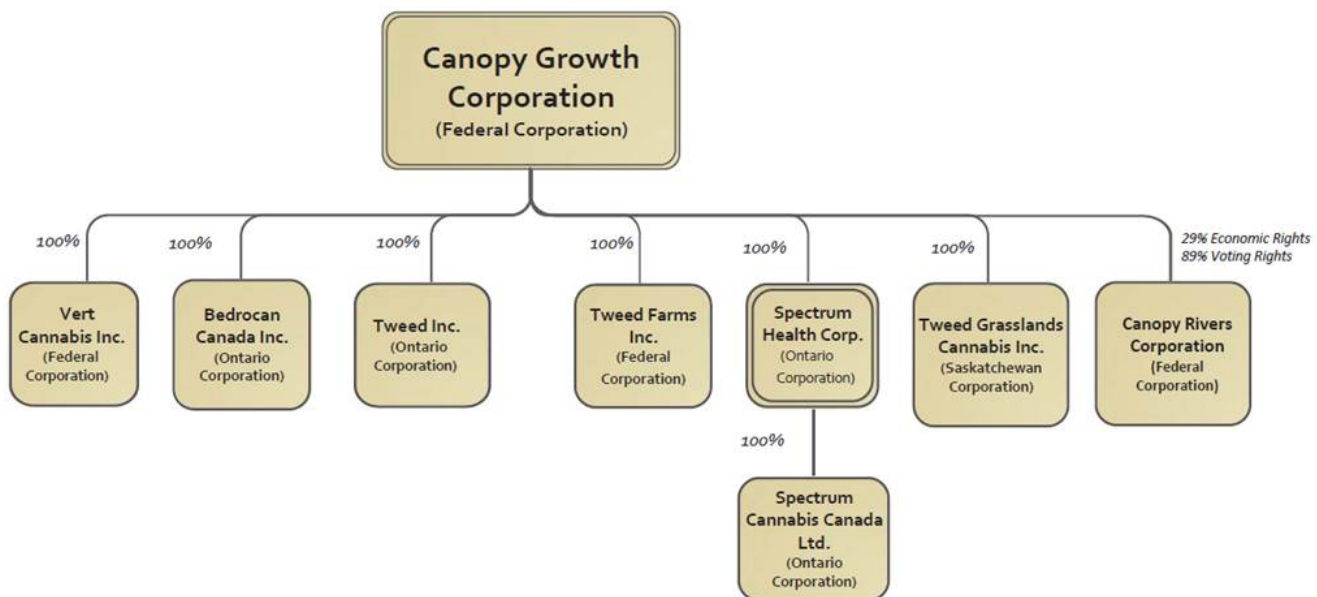 Canopy Growth
Corporation
(Federal Corporation)
100%
100%
100%
100%
100%
100%
29% Economic Rights
89% Voting Rights
Vert
Cannabis Inc.
(Federal
Corporation)
Bedrocan
Canada Inc.
(Ontario
Corporation)
Tweed Inc.
(Ontario
Corporation)
Tweed Farms
Inc.
(Federal
Corporation)
Spectrum
Health Corp.
(Ontario
Corporation)
Tweed Grasslands
Cannabis Inc.
(Saskatchewan
Corporation)
Canopy Rivers
Corporation
(Federal
Corporation)
100%
Spectrum
Cannabis Canada
Ltd.
(Ontario
Corporation)